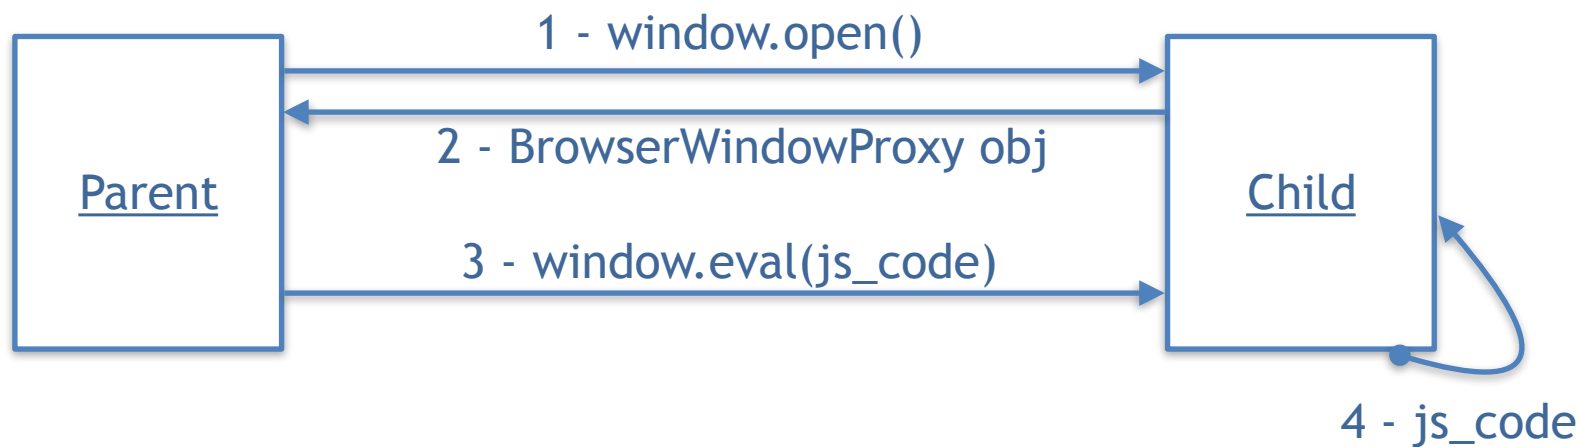 1 - window.open()
2 - BrowserWindowProxy obj
Parent
Child
3 - window.eval(js_code)
4 - js_code